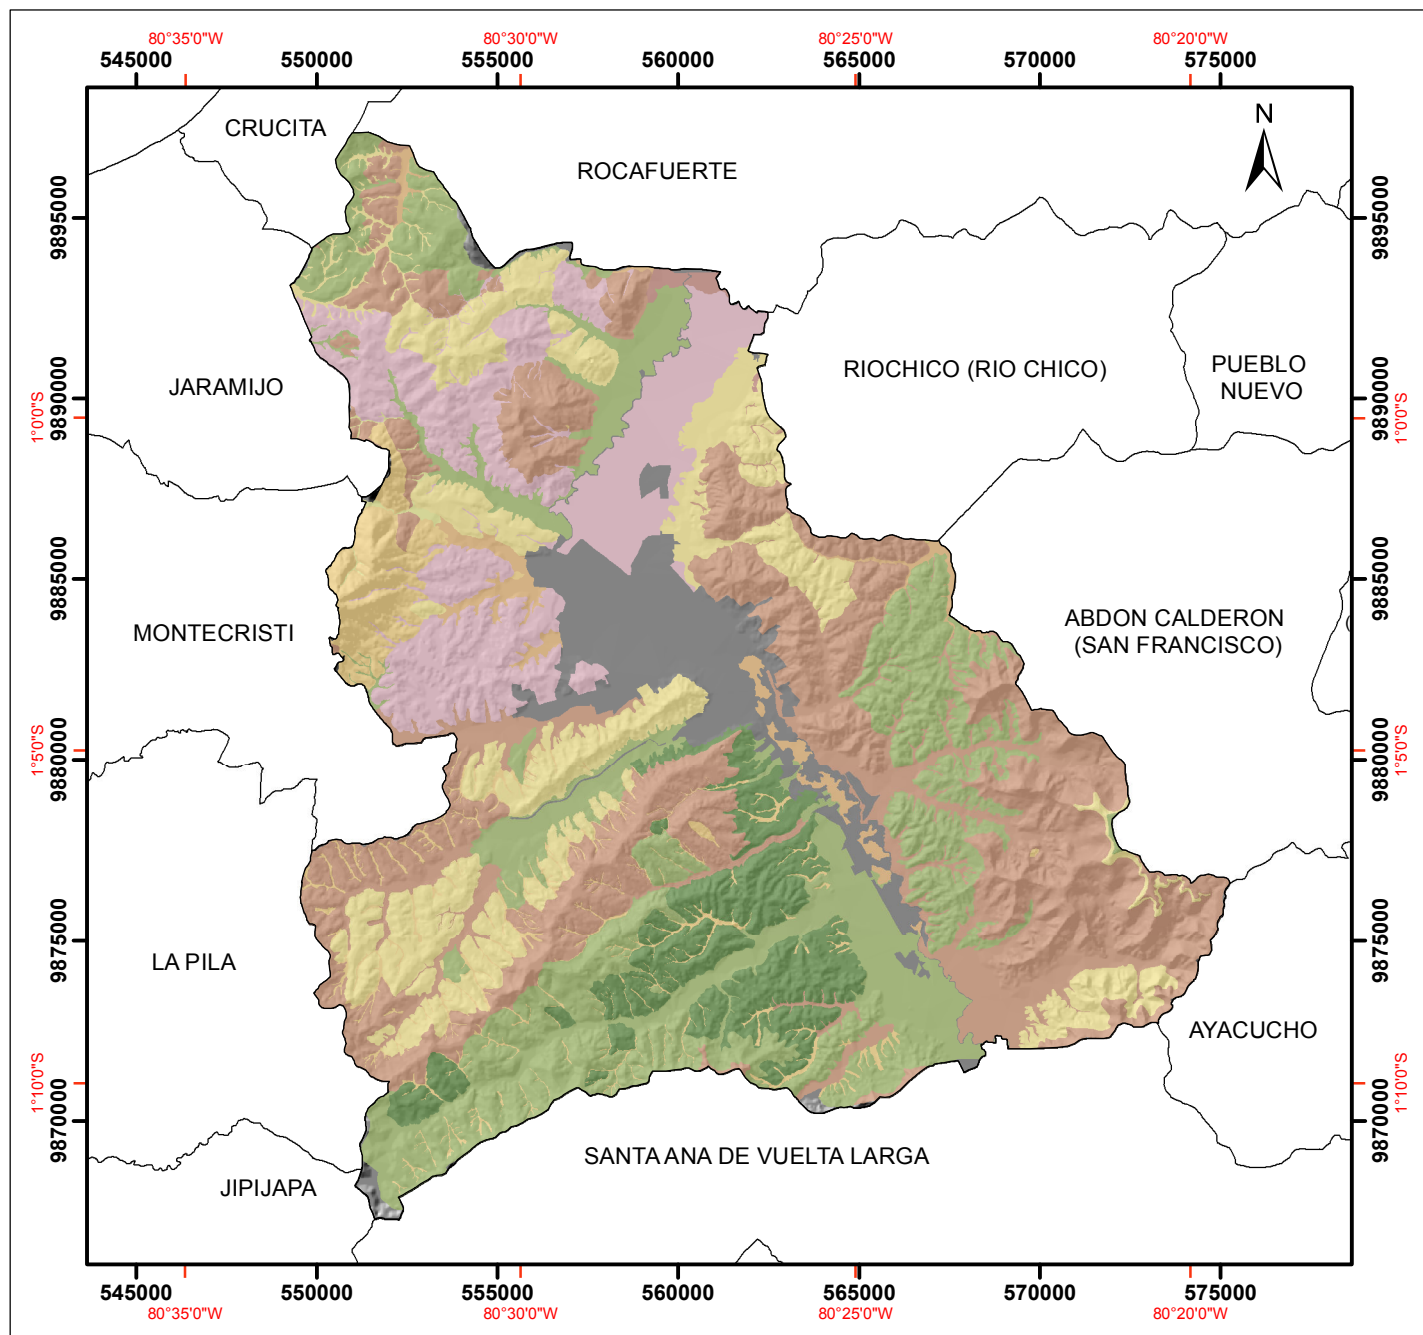 80°35'0"W 80°30'0"W 80°25'0"W 80°20'0"W
545000 550000 555000 560000 565000 570000 575000
N
CRUCITA
ROCAFUERTE
9895000 9895000
JARAMIJO
RIOCHICO (RIO CHICO)
PUEBLO
NUEVO
9890000 9890000
1°0'0"S 1°0'0"S
9885000 9885000
MONTECRISTI
ABDON CALDERON
(SAN FRANCISCO)
9880000 9880000
1°5'0"S 1°5'0"S
LA PILA
9875000 9875000
AYACUCHO
1°10'0"S 1°10'0"S
9870000 9870000
SANTA ANA DE VUELTA LARGA
JIPIJAPA
545000 550000 555000 560000 565000 570000 575000
80°35'0"W 80°30'0"W 80°25'0"W 80°20'0"W